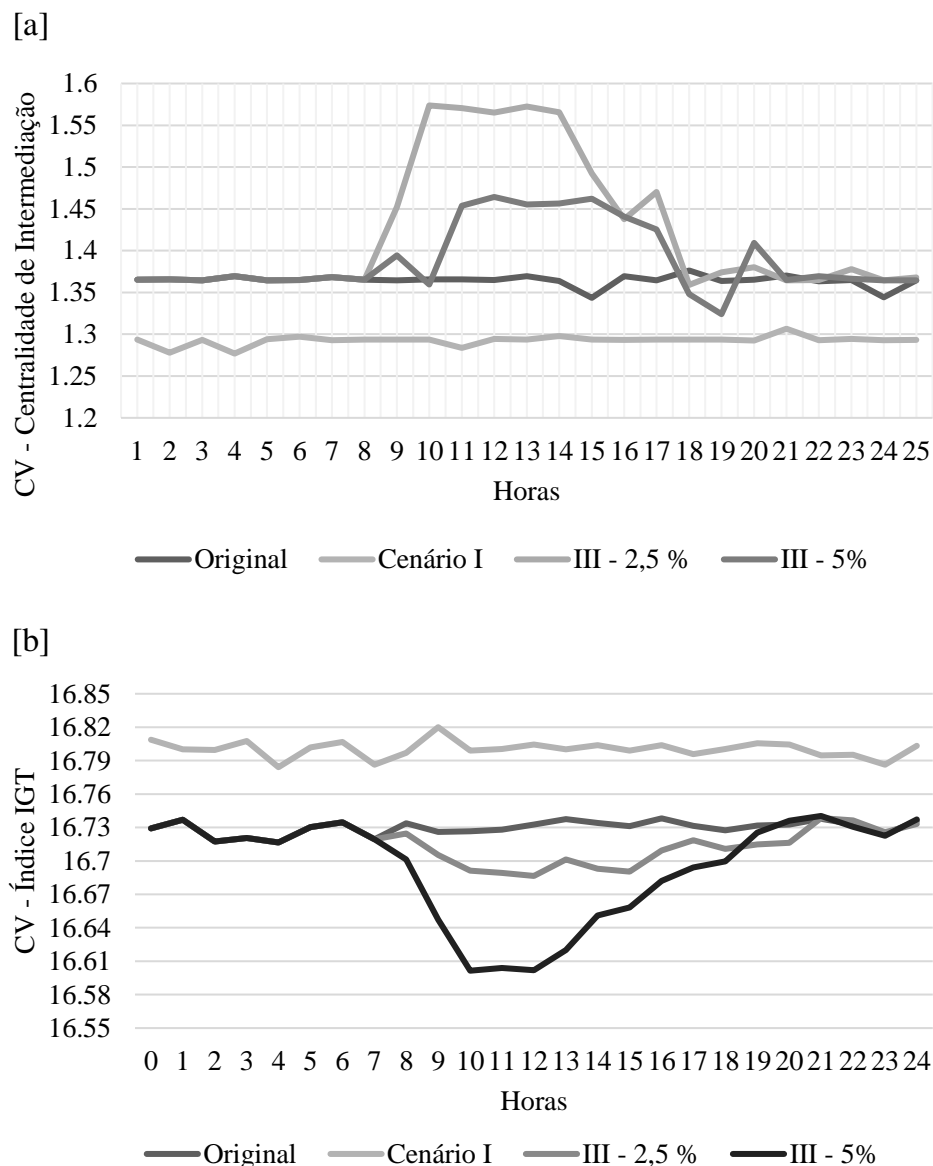 [a]
CV - Centralidade de Intermediação
1.6
1.55
1.5
1.45
1.4
1.35
1.3
1.25
1.2
1 2 3 4 5 6 7 8 9 10 11 12 13 14 15 16 17 18 19 20 21 22 23 24 25
Horas
Original Cenário I III - 2,5 % III - 5%
[b]
CV - Índice IGT
16.85
16.82
16.79
16.76
16.73
16.7
16.67
16.64
16.61
16.58
16.55
0 1 2 3 4 5 6 7 8 9 10 11 12 13 14 15 16 17 18 19 20 21 22 23 24
Horas
Original Cenário I III - 2,5 % III - 5%